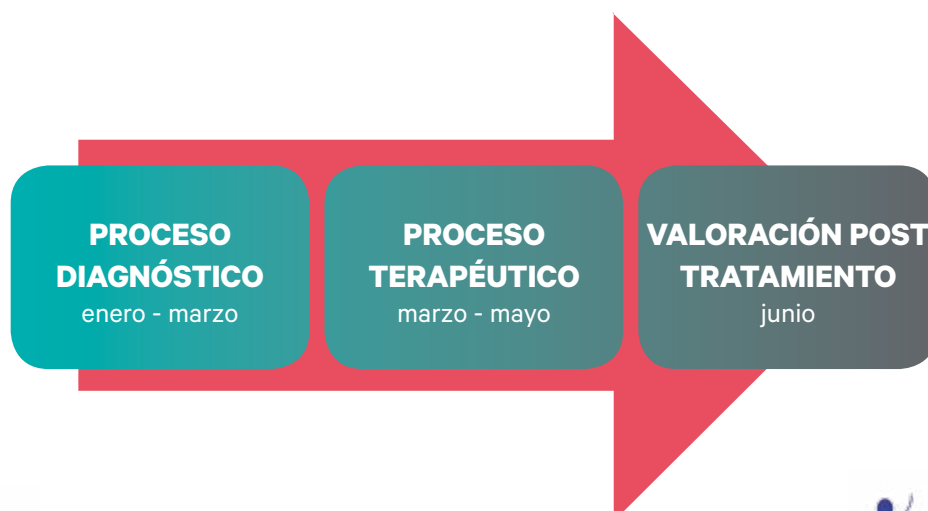 PROCESO
DIAGNÓSTICO
enero - marzo
PROCESO
TERAPÉUTICO
marzo - mayo
VALORACIÓN POST
TRATAMIENTO
junio